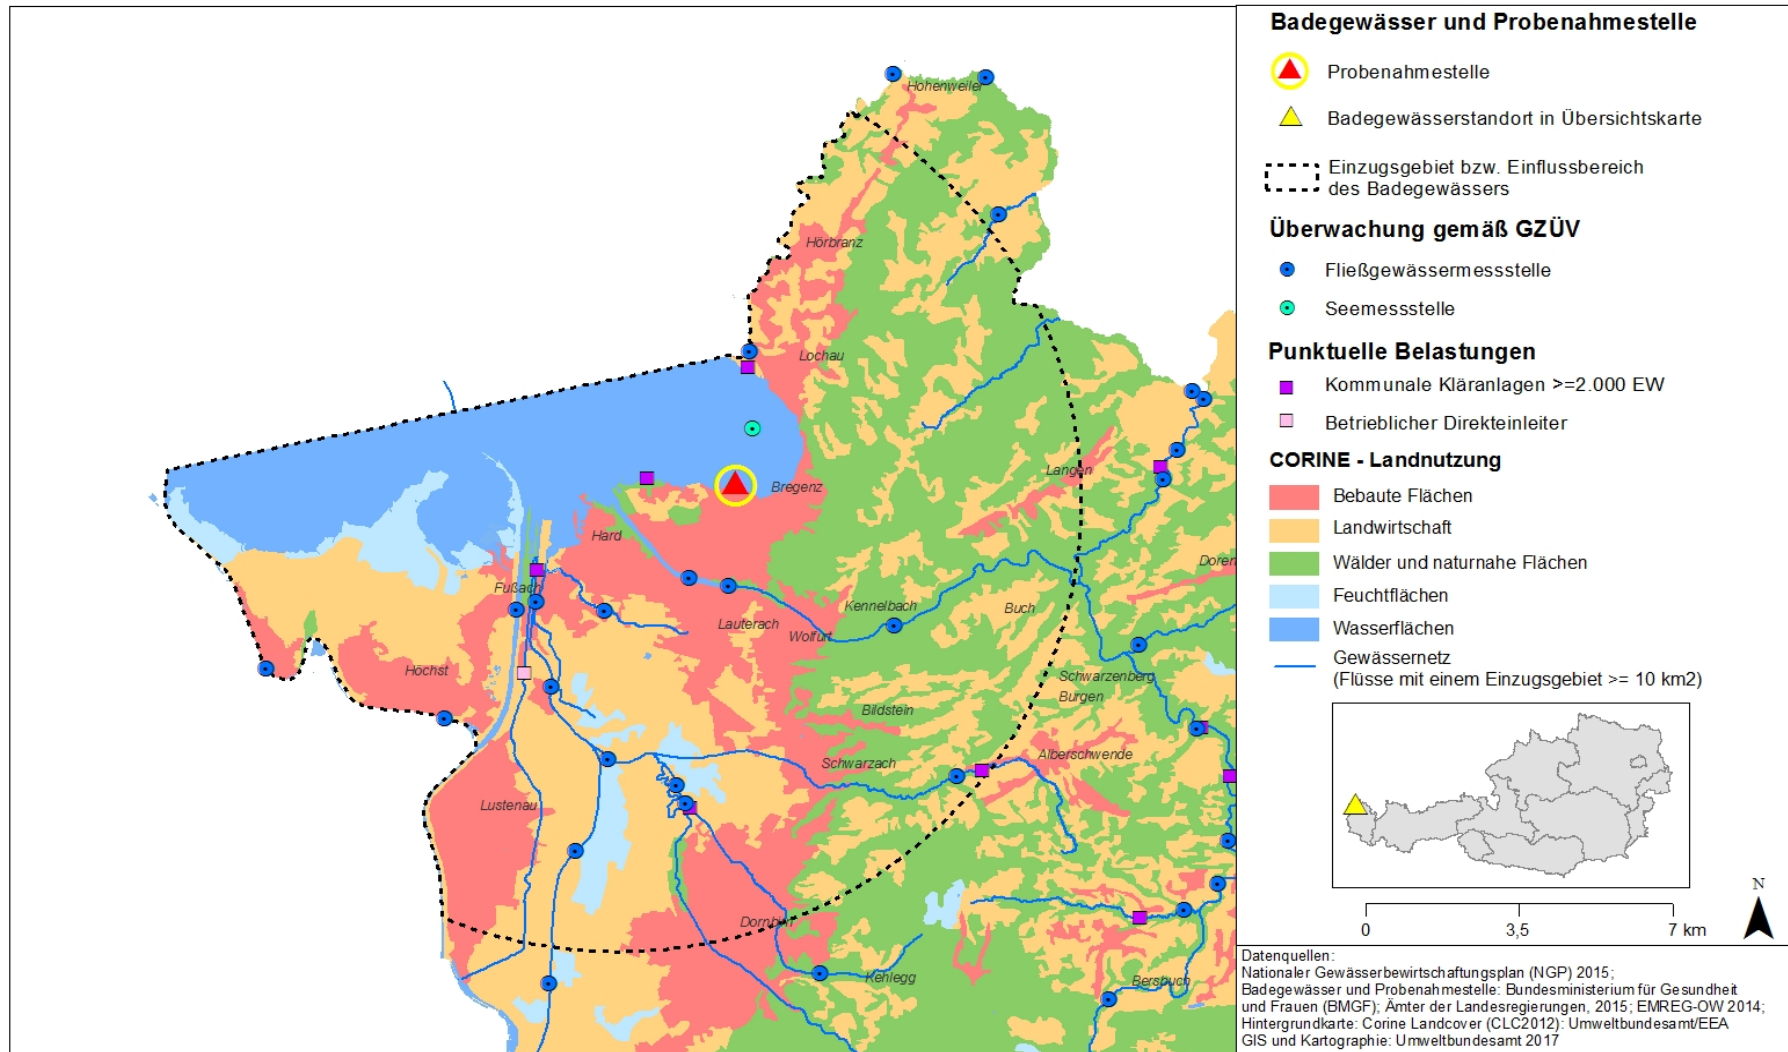 Hohenweiler
Hörbranz
Lochau
Langen
Bregenz
Hard
Doren
Fußach
Kennelbach
Buch
Lauterach
Wolfurt
Höchst
Schwarzenberg
Burgen
Bildstein
Alberschwende
Schwarzach
Lustenau
Dornbirn
Kehlegg
Bersbuch
Badegewässer und Probenahmestelle
Probenahmestelle
Badegewässerstandort in Übersichtskarte
Einzugsgebiet bzw. Einflussbereich
des Badegewässers
Überwachung gemäß GZÜV
Fließgewässermessstelle
Seemessstelle
Punktuelle Belastungen
Kommunale Kläranlagen >=2.000 EW
Betrieblicher Direkteinleiter
CORINE - Landnutzung
Bebaute Flächen
Landwirtschaft
Wälder und naturnahe Flächen
Feuchtflächen
Wasserflächen
Gewässernetz
(Flüsse mit einem Einzugsgebiet >= 10 km2)
N
0 3,5 7 km
Datenquellen:
Nationaler Gewässerbewirtschaftungsplan (NGP) 2015;
Badegewässer und Probenahmestelle: Bundesministerium für Gesundheit
und Frauen (BMGF); Ämter der Landesregierungen, 2015; EMREG-OW 2014;
Hintergrundkarte: Corine Landcover (CLC2012): Umweltbundesamt/EEA
GIS und Kartographie: Umweltbundesamt 2017